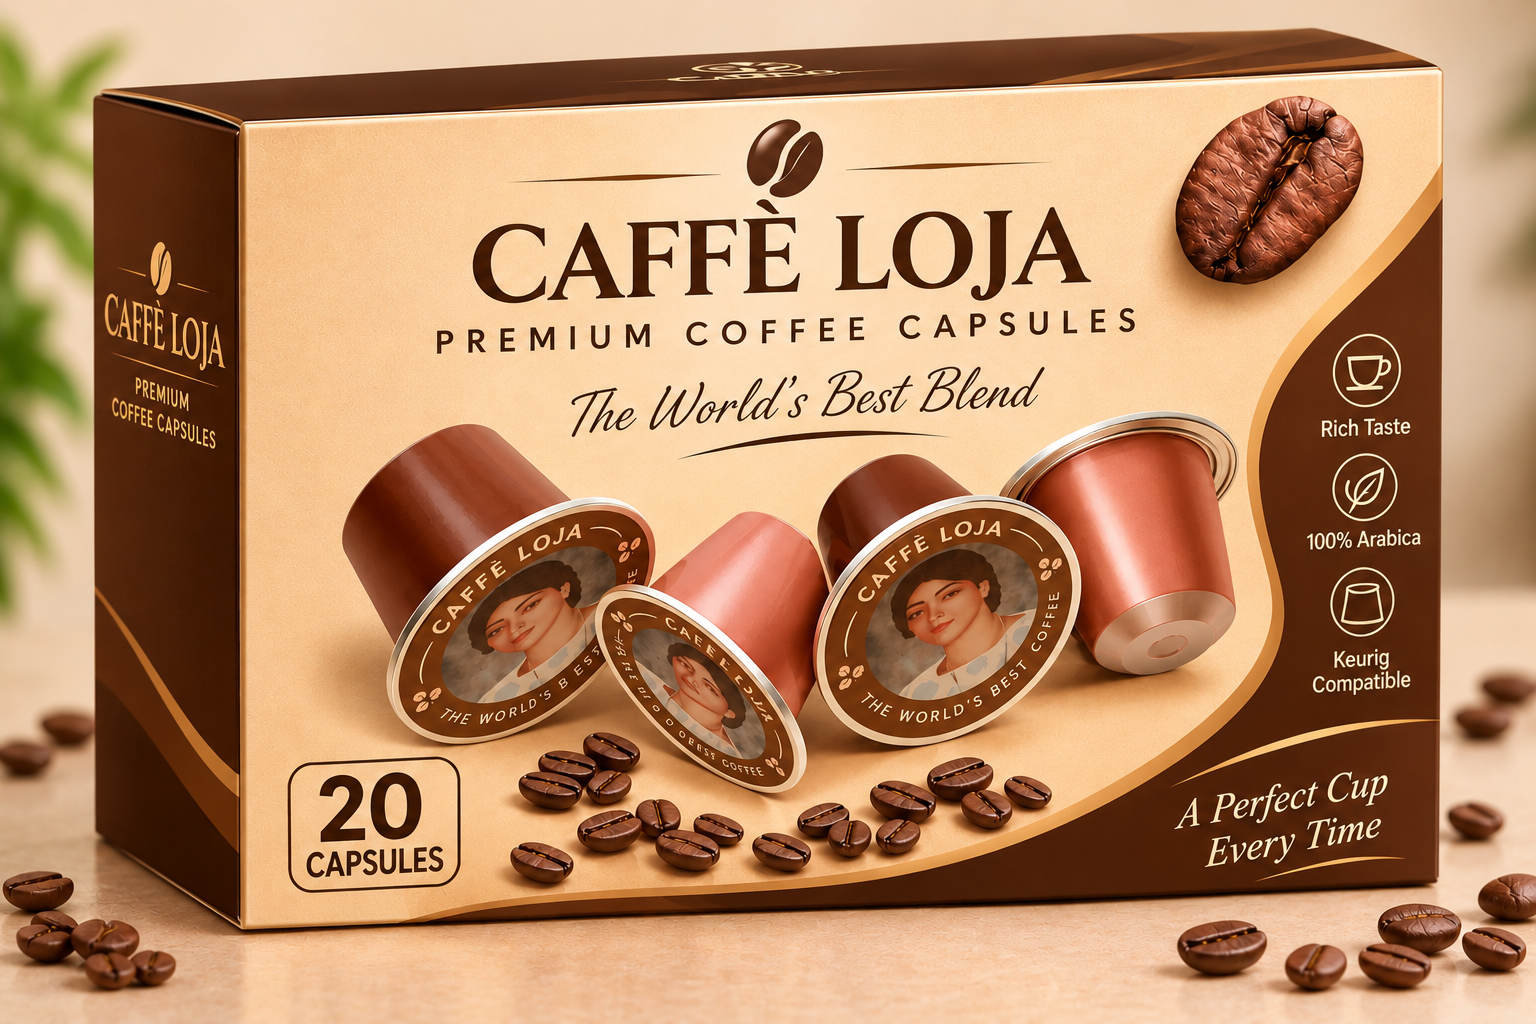 CAFFÈ LOJA
PREMIUM
COFFEE CAPSULES
CAFFÈ LOJA
PREMIUM COFFEE CAPSULES
The World's Best Blend
Rich Taste
100% Arabica
Keurig
Compatible
CAFFÈ LOJA
THE WORLD'S BEST
CAFFÈ LOJA
THE WORLD'S BEST COFFEE
COFFEE
20
CAPSULES
A Perfect Cup
Every Time